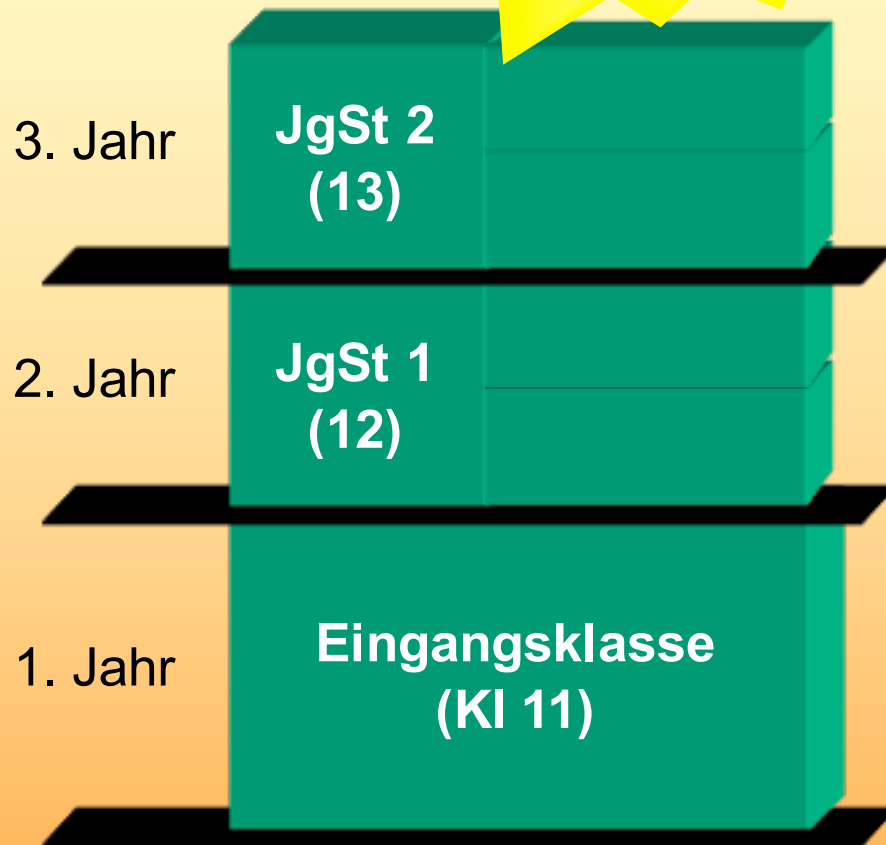 3. Jahr
JgSt 2
(13)
2. Jahr
JgSt 1
(12)
1. Jahr
Eingangsklasse
(Kl 11)